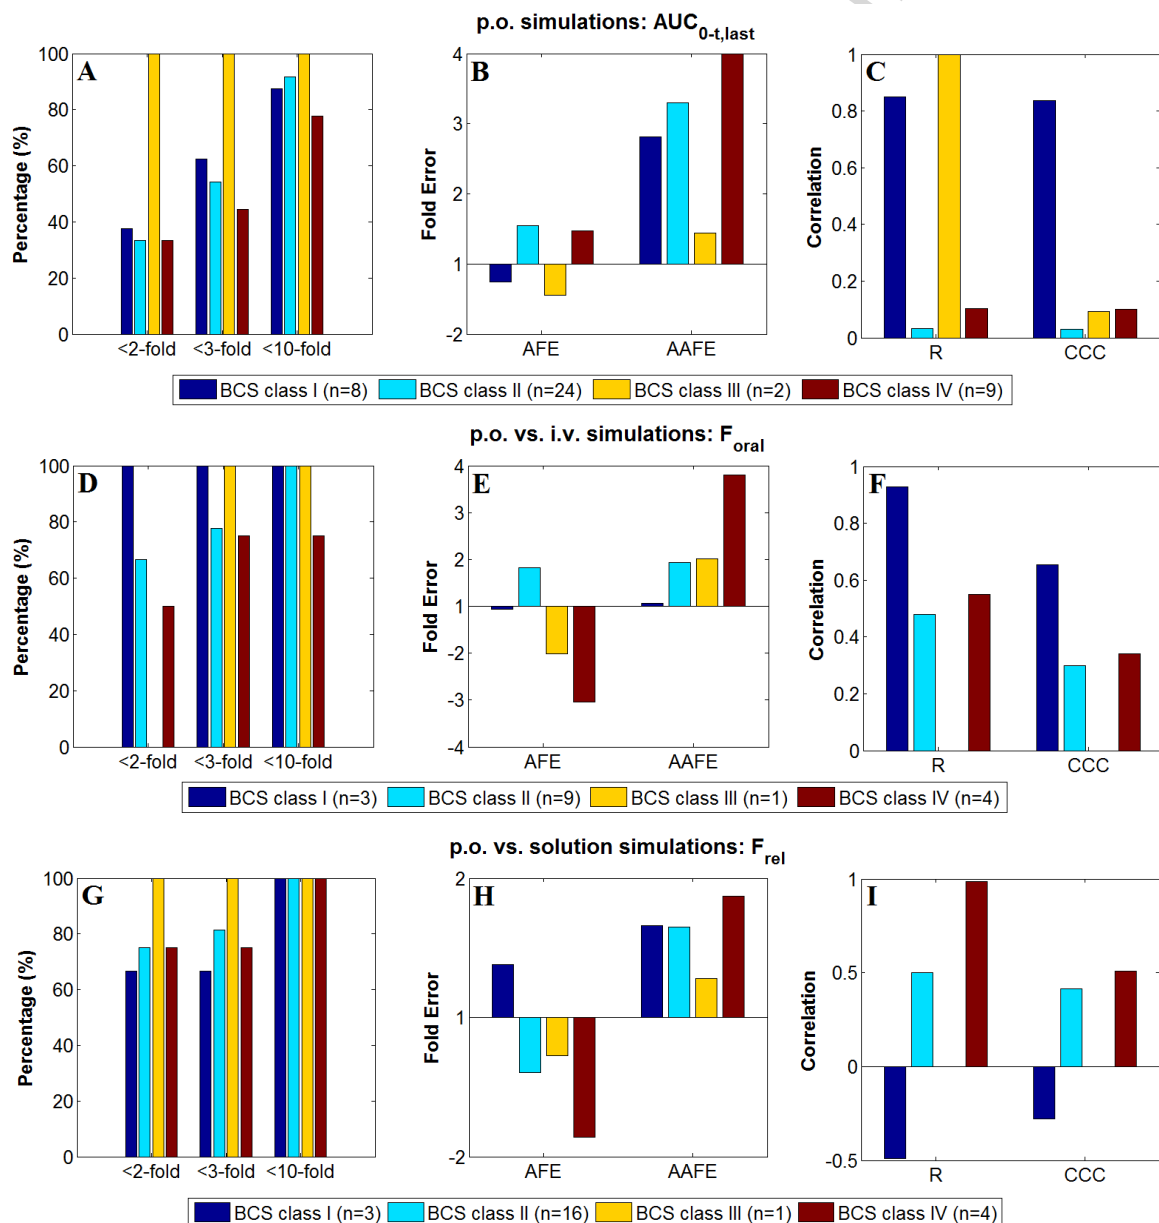 p.o. simulations: AUC0-t,last
A
Percentage (%)
100
80
60
40
20
0
<2-fold <3-fold <10-fold
B
Fold Error
4
3
2
1
-2
AFE AAFE
C
Correlation
1
0.8
0.6
0.4
0.2
0
R CCC
BCS class I (n=8) BCS class II (n=24) BCS class III (n=2) BCS class IV (n=9)
p.o. vs. i.v. simulations: Foral
D
Percentage (%)
100
80
60
40
20
0
<2-fold <3-fold <10-fold
E
Fold Error
4
3
2
1
-2
-3
-4
AFE AAFE
F
Correlation
1
0.8
0.6
0.4
0.2
0
R CCC
BCS class I (n=3) BCS class II (n=9) BCS class III (n=1) BCS class IV (n=4)
p.o. vs. solution simulations: Frel
G
Percentage (%)
100
80
60
40
20
0
<2-fold <3-fold <10-fold
H
Fold Error
2
1
-2
AFE AAFE
I
Correlation
1
0.5
0
-0.5
R CCC
BCS class I (n=3) BCS class II (n=16) BCS class III (n=1) BCS class IV (n=4)